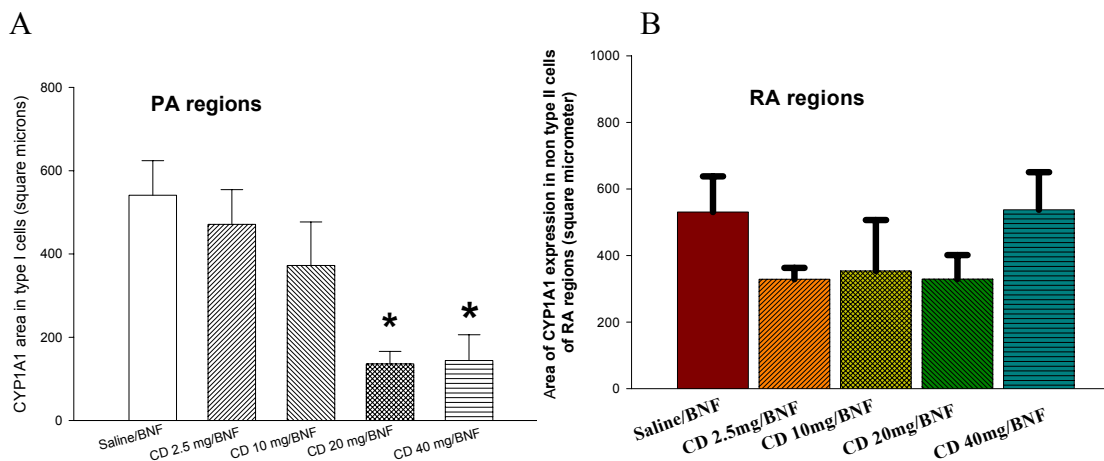 A
CYP1A1 area in type I cells (square microns)
800
600
400
200
0
PA regions
*
*
Saline/BNF
CD 2.5 mg/BNF
CD 10 mg/BNF
CD 20 mg/BNF
CD 40 mg/BNF
B
Area of CYP1A1 expression in non type II cells
of RA regions (square micrometer)
1000
800
600
400
200
0
RA regions
Saline/BNF
CD 2.5mg/BNF
CD 10mg/BNF
CD 20mg/BNF
CD 40mg/BNF